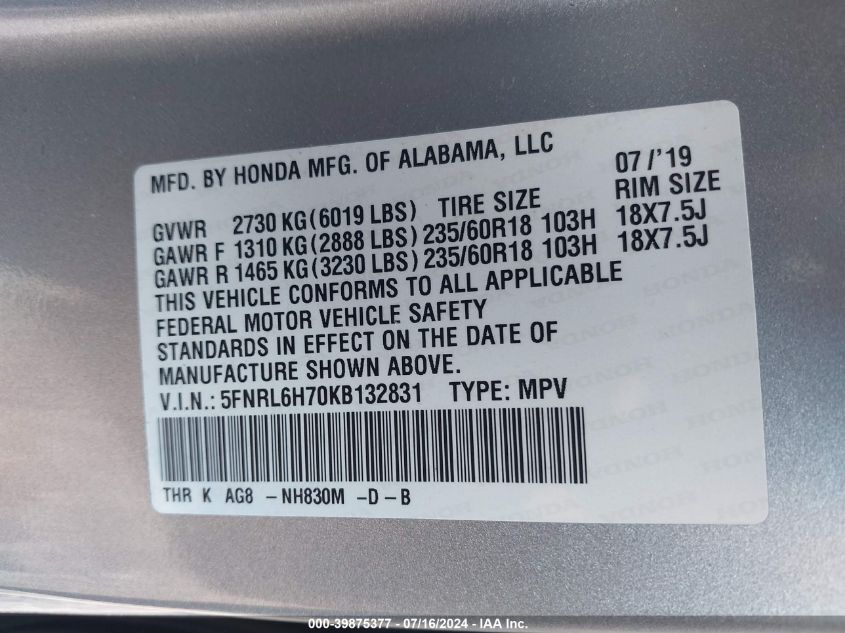 MFD. BY HONDA MFG. OF ALABAMA, LLC 07/'19
GVWR 2730 KG(6019 LBS) TIRE SIZE RIM SIZE
GAWR F 1310 KG(2888 LBS) 235/60R18 103H 18X7.5J
GAWR R 1465 KG(3230 LBS) 235/60R18 103H 18X7.5J
THIS VEHICLE CONFORMS TO ALL APPLICABLE
FEDERAL MOTOR VEHICLE SAFETY
STANDARDS IN EFFECT ON THE DATE OF
MANUFACTURE SHOWN ABOVE.
V.I.N.: 5FNRL6H70KB132831 TYPE: MPV
THR K AG8 -NH830M -D-B
HONDA
000-39875377 - 07/16/2024 - IAA Inc.